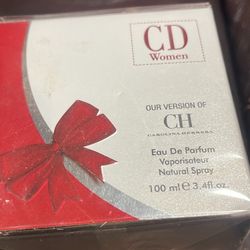 CD
Women
OUR VERSION OF
CH
CAROLINA HERRERA
Eau De Parfum
Vaporisateur
Natural Spray
100 ml ℮ 3.4fl.oz.